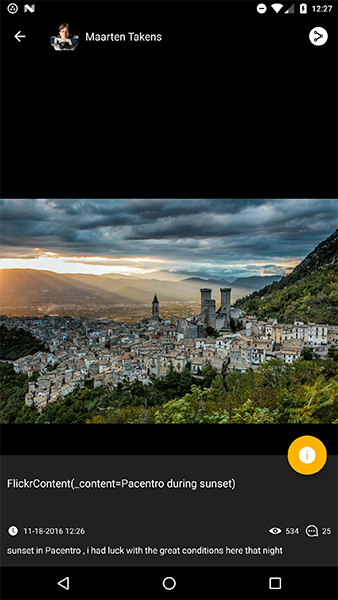 12:27
Maarten Takens
FlickrContent(_content=Pacentro during sunset)
11-18-2016 12:26
534
25
sunset in Pacentro , i had luck with the great conditions here that night